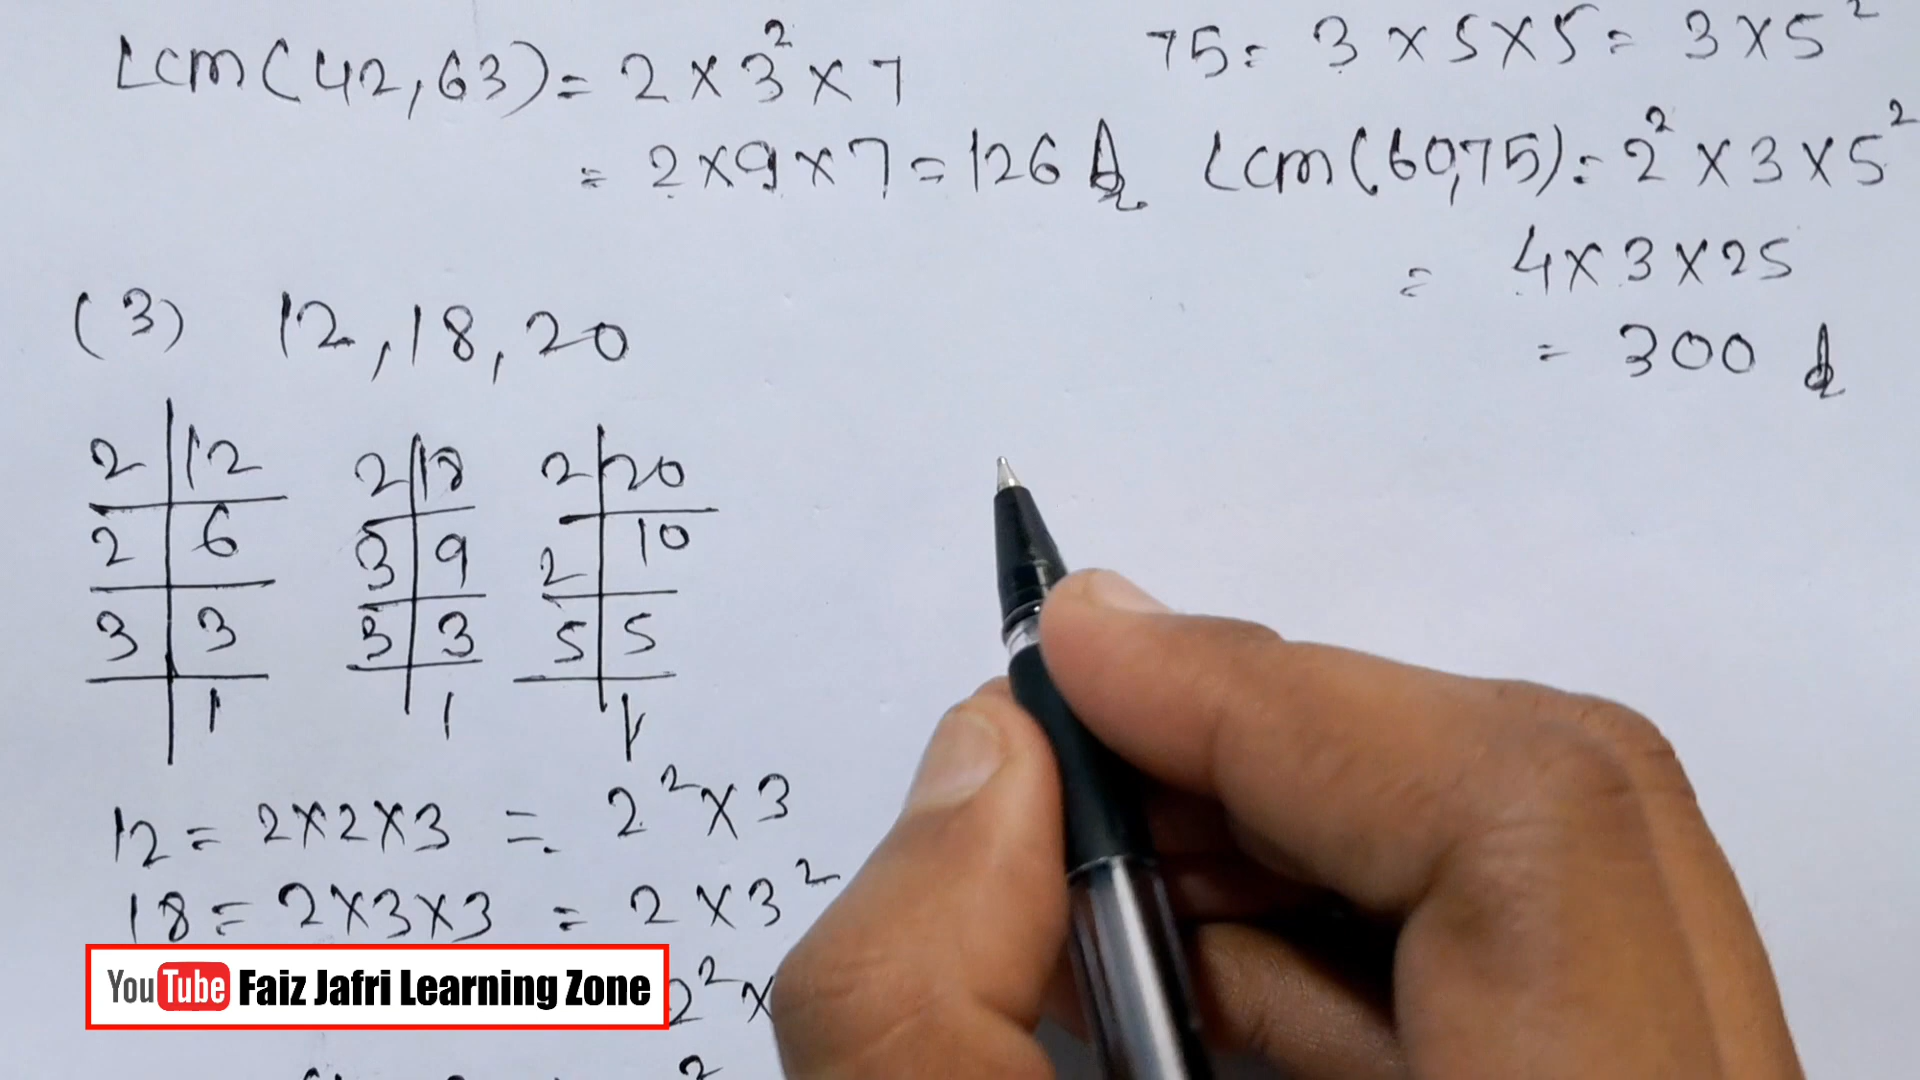 Lcm(42,63)= 2×3²×7
= 2×9×7=126
75= 3×5×5= 3×5²
Lcm(60,75)= 2²×3×5²
= 4×3×25
= 300
(3) 12,18,20
2 12
2 6
3 3
1
2 18
3 9
3 3
1
2 20
2 10
5 5
1
12= 2×2×3 = 2²×3
18= 2×3×3 = 2×3²
2²×
YouTube Faiz Jafri Learning Zone